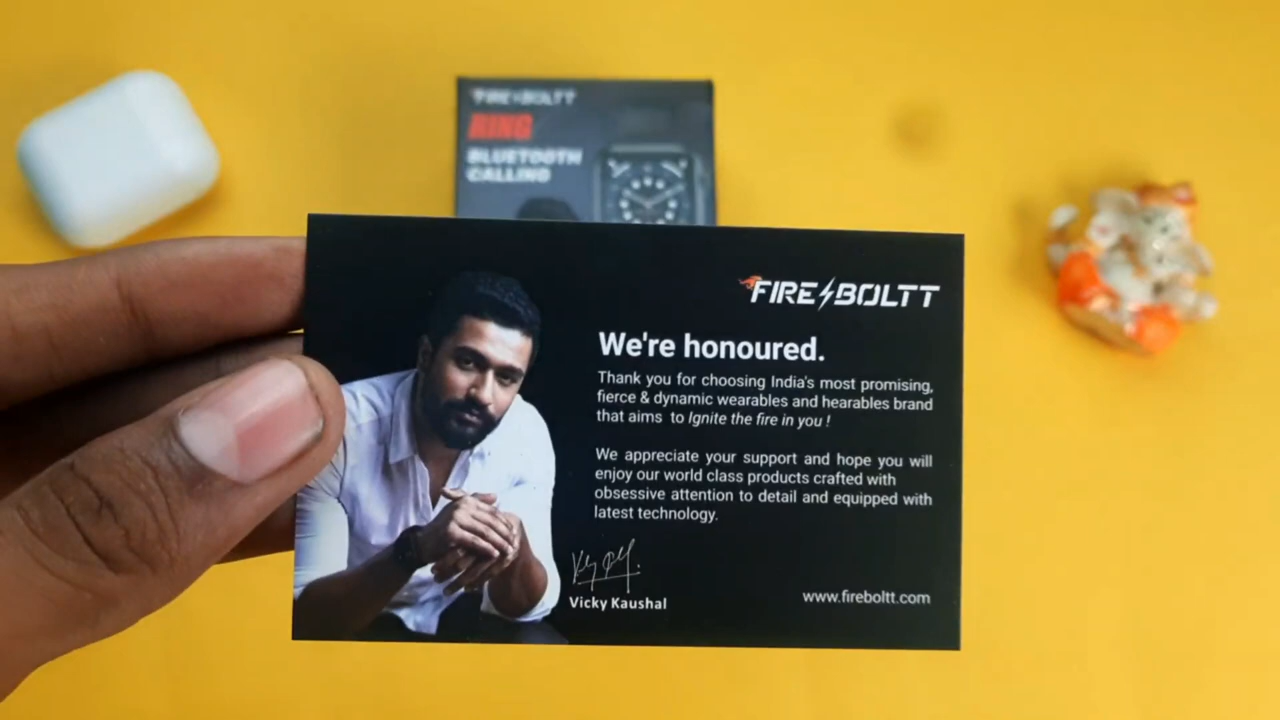 FIRE BOLTT
RING
BLUETOOTH
CALLING
FIRE BOLTT
We're honoured.
Thank you for choosing India's most promising,
fierce & dynamic wearables and hearables brand
that aims to Ignite the fire in you !
We appreciate your support and hope you will
enjoy our world class products crafted with
obsessive attention to detail and equipped with
latest technology.
Vicky Kaushal
www.fireboltt.com